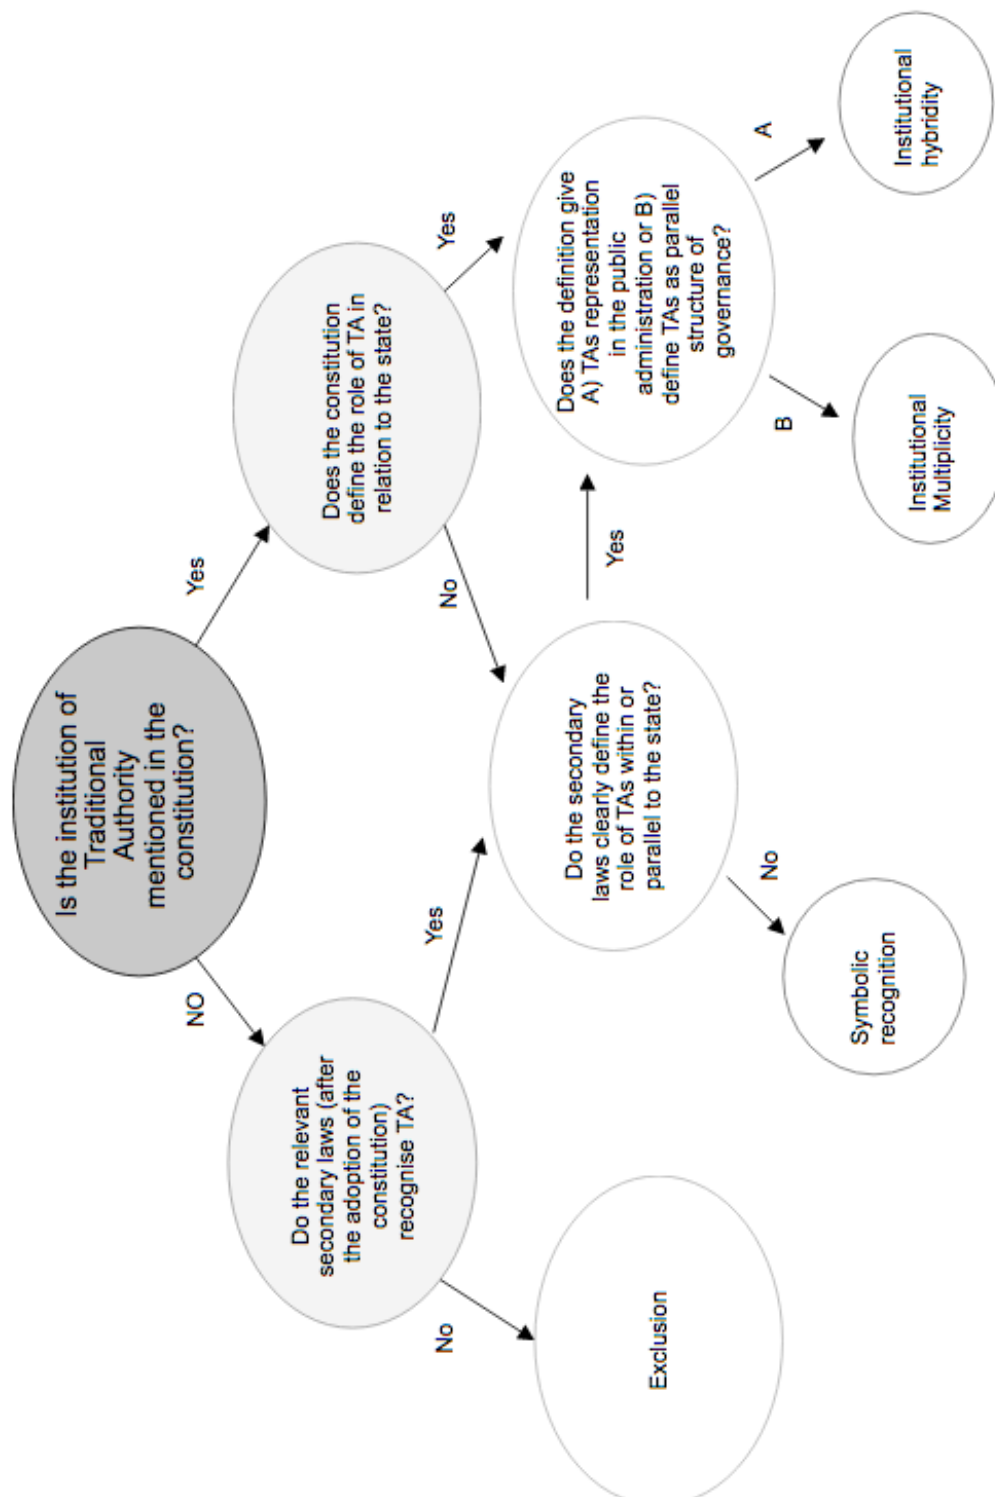 Is the institution of
Traditional
Authority
mentioned in the
constitution?
NO
Yes
Do the relevant
secondary laws (after
the adoption of the
constitution)
recognise TA?
Does the constitution
define the role of TA in
relation to the state?
No
Yes
No
Yes
Exclusion
Do the secondary
laws clearly define the
role of TAs within or
parallel to the state?
Yes
Does the definition give
A) TAs representation
in the public
administration or B)
define TAs as parallel
structure of
governance?
No
B
A
Symbolic
recognition
Institutional
Multiplicity
Institutional
hybridity